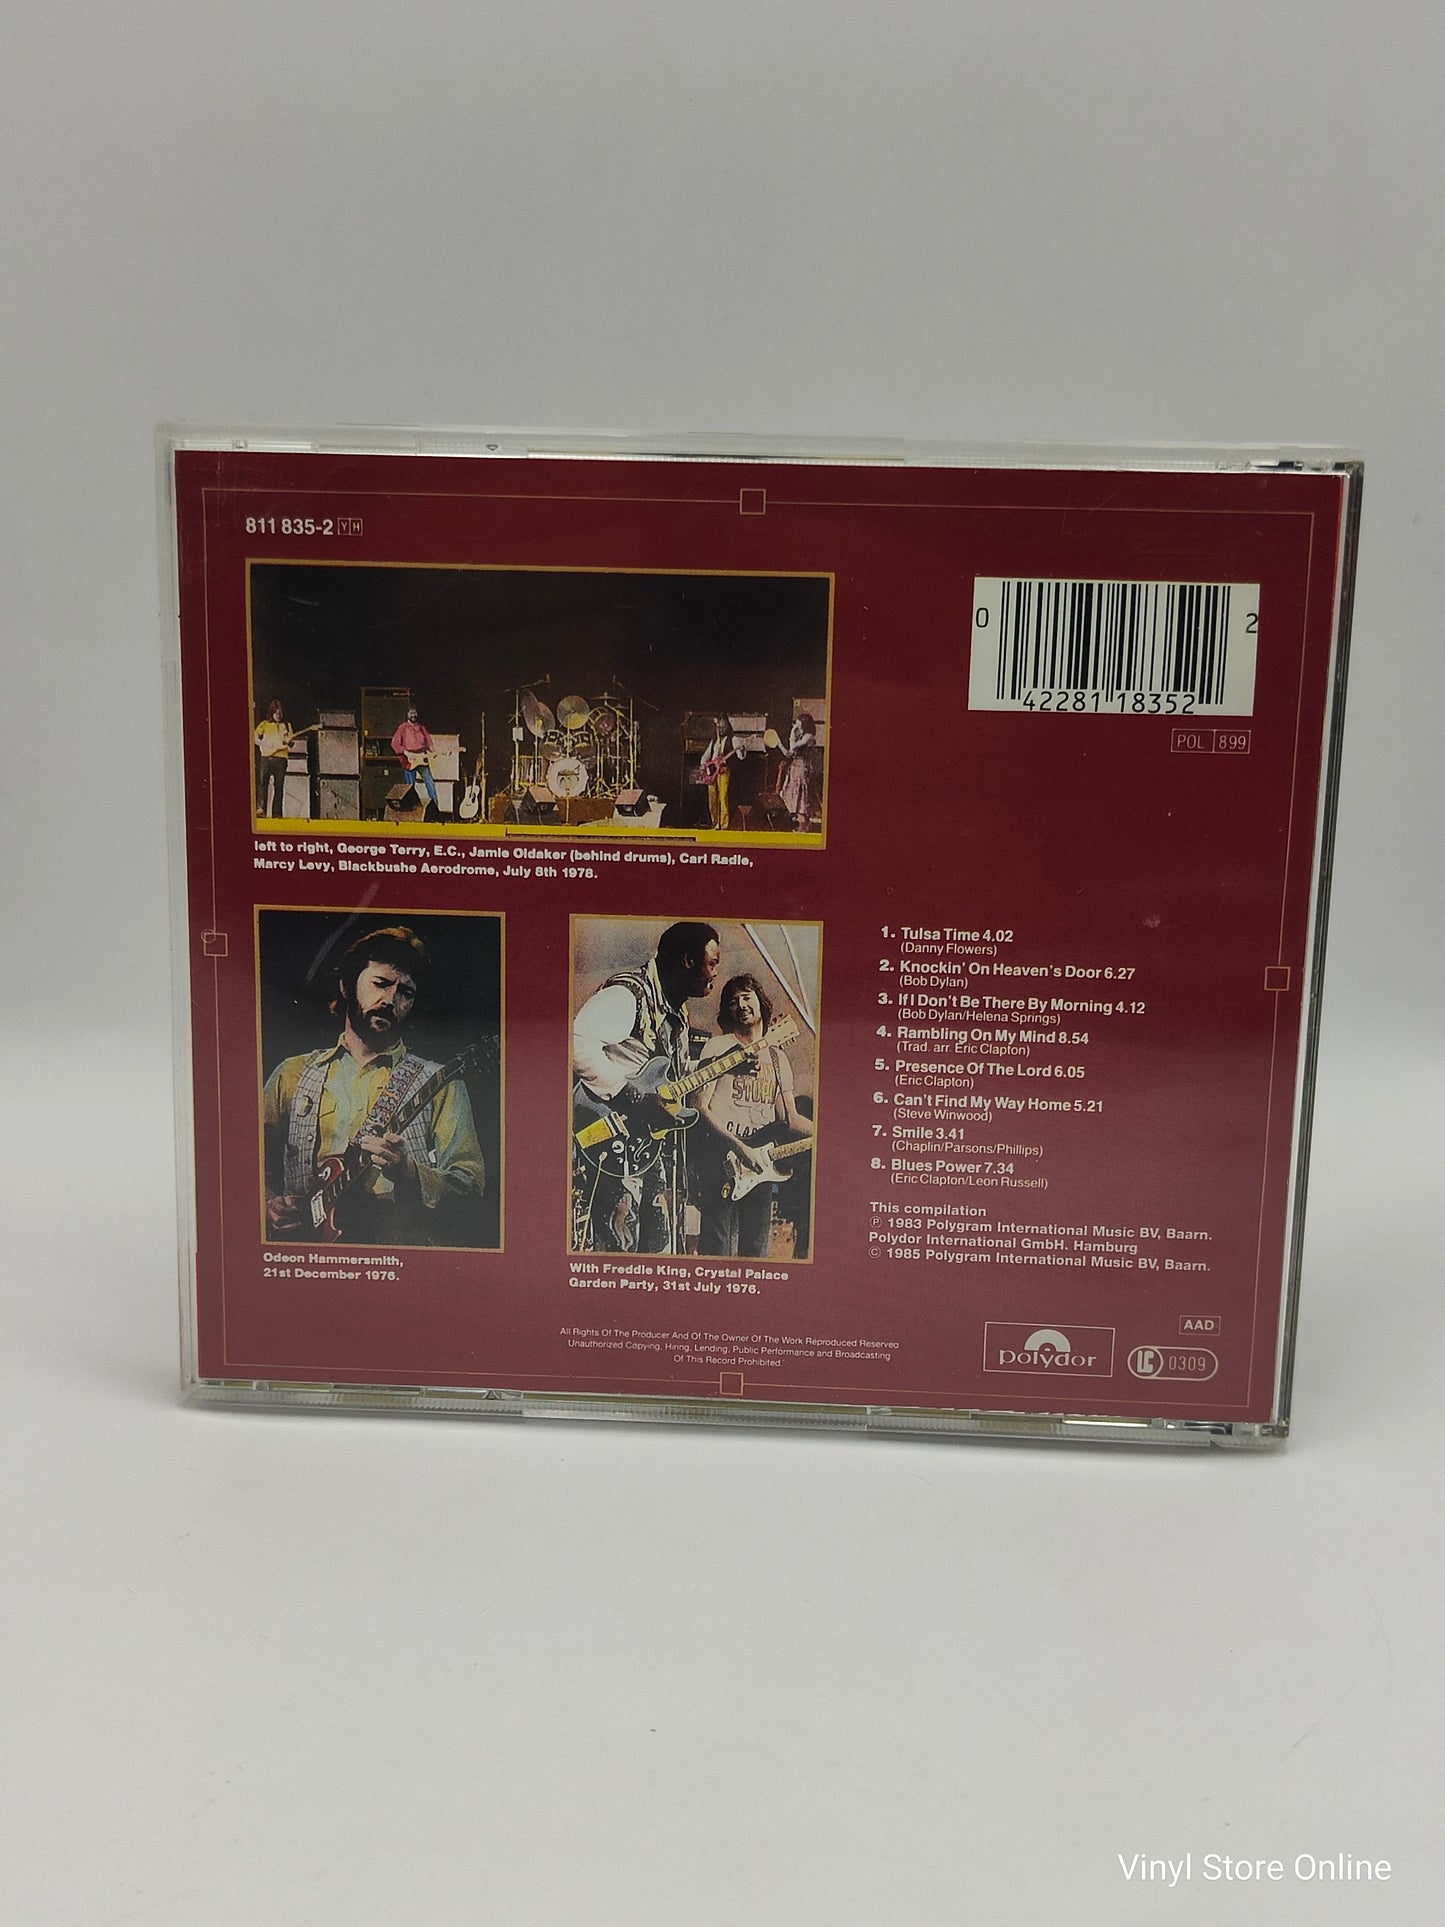 811 835-2 YH
0 42281 18352 2
POL 899
left to right, George Terry, E.C., Jamie Oldaker (behind drums), Carl Radle,
Marcy Levy, Blackbushe Aerodrome, July 8th 1978.
Odeon Hammersmith,
21st December 1976.
With Freddie King, Crystal Palace
Garden Party, 31st July 1976.
1. Tulsa Time 4.02
(Danny Flowers)
2. Knockin' On Heaven's Door 6.27
(Bob Dylan)
3. If I Don't Be There By Morning 4.12
(Bob Dylan/Helena Springs)
4. Rambling On My Mind 8.54
(Trad. arr. Eric Clapton)
5. Presence Of The Lord 6.05
(Eric Clapton)
6. Can't Find My Way Home 5.21
(Steve Winwood)
7. Smile 3.41
(Chaplin/Parsons/Phillips)
8. Blues Power 7.34
(Eric Clapton/Leon Russell)
This compilation
℗ 1983 Polygram International Music BV, Baarn.
Polydor International GmbH. Hamburg
© 1985 Polygram International Music BV, Baarn.
All Rights Of The Producer And Of The Owner Of The Work Reproduced Reserved
Unauthorized Copying, Hiring, Lending, Public Performance and Broadcasting
Of This Record Prohibited.
polydor
AAD
LC 0309
Vinyl Store Online